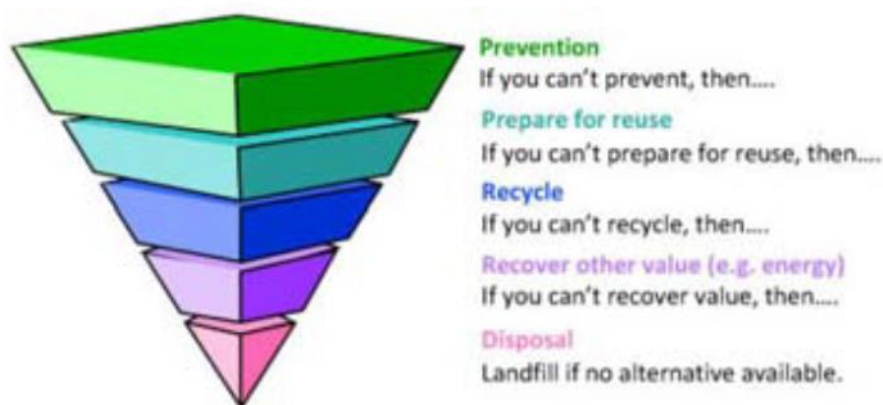 Prevention
If you can't prevent, then....
Prepare for reuse
If you can't prepare for reuse, then....
Recycle
If you can't recycle, then....
Recover other value (e.g. energy)
If you can't recover value, then....
Disposal
Landfill if no alternative available.